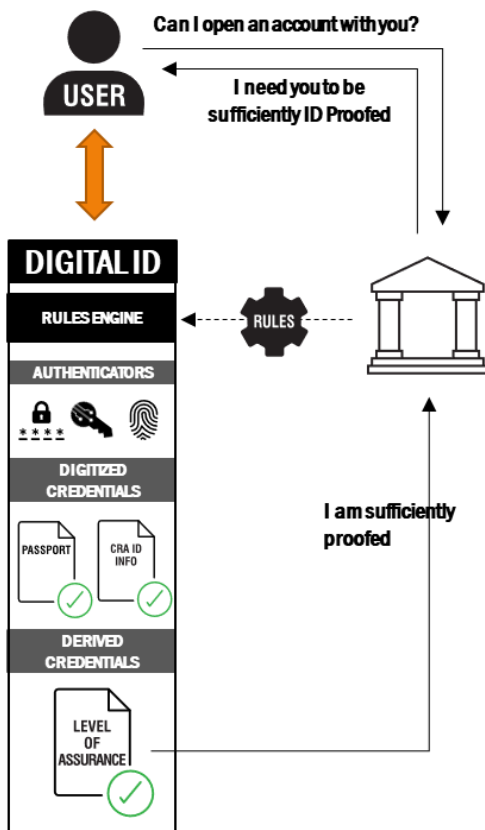 Can I open an account with you?
I need you to be
sufficiently ID Proofed
USER
DIGITAL ID
RULES ENGINE
RULES
AUTHENTICATORS
****
DIGITIZED
CREDENTIALS
PASSPORT
CRA ID
INFO
I am sufficiently
proofed
DERIVED
CREDENTIALS
LEVEL
OF
ASSURANCE